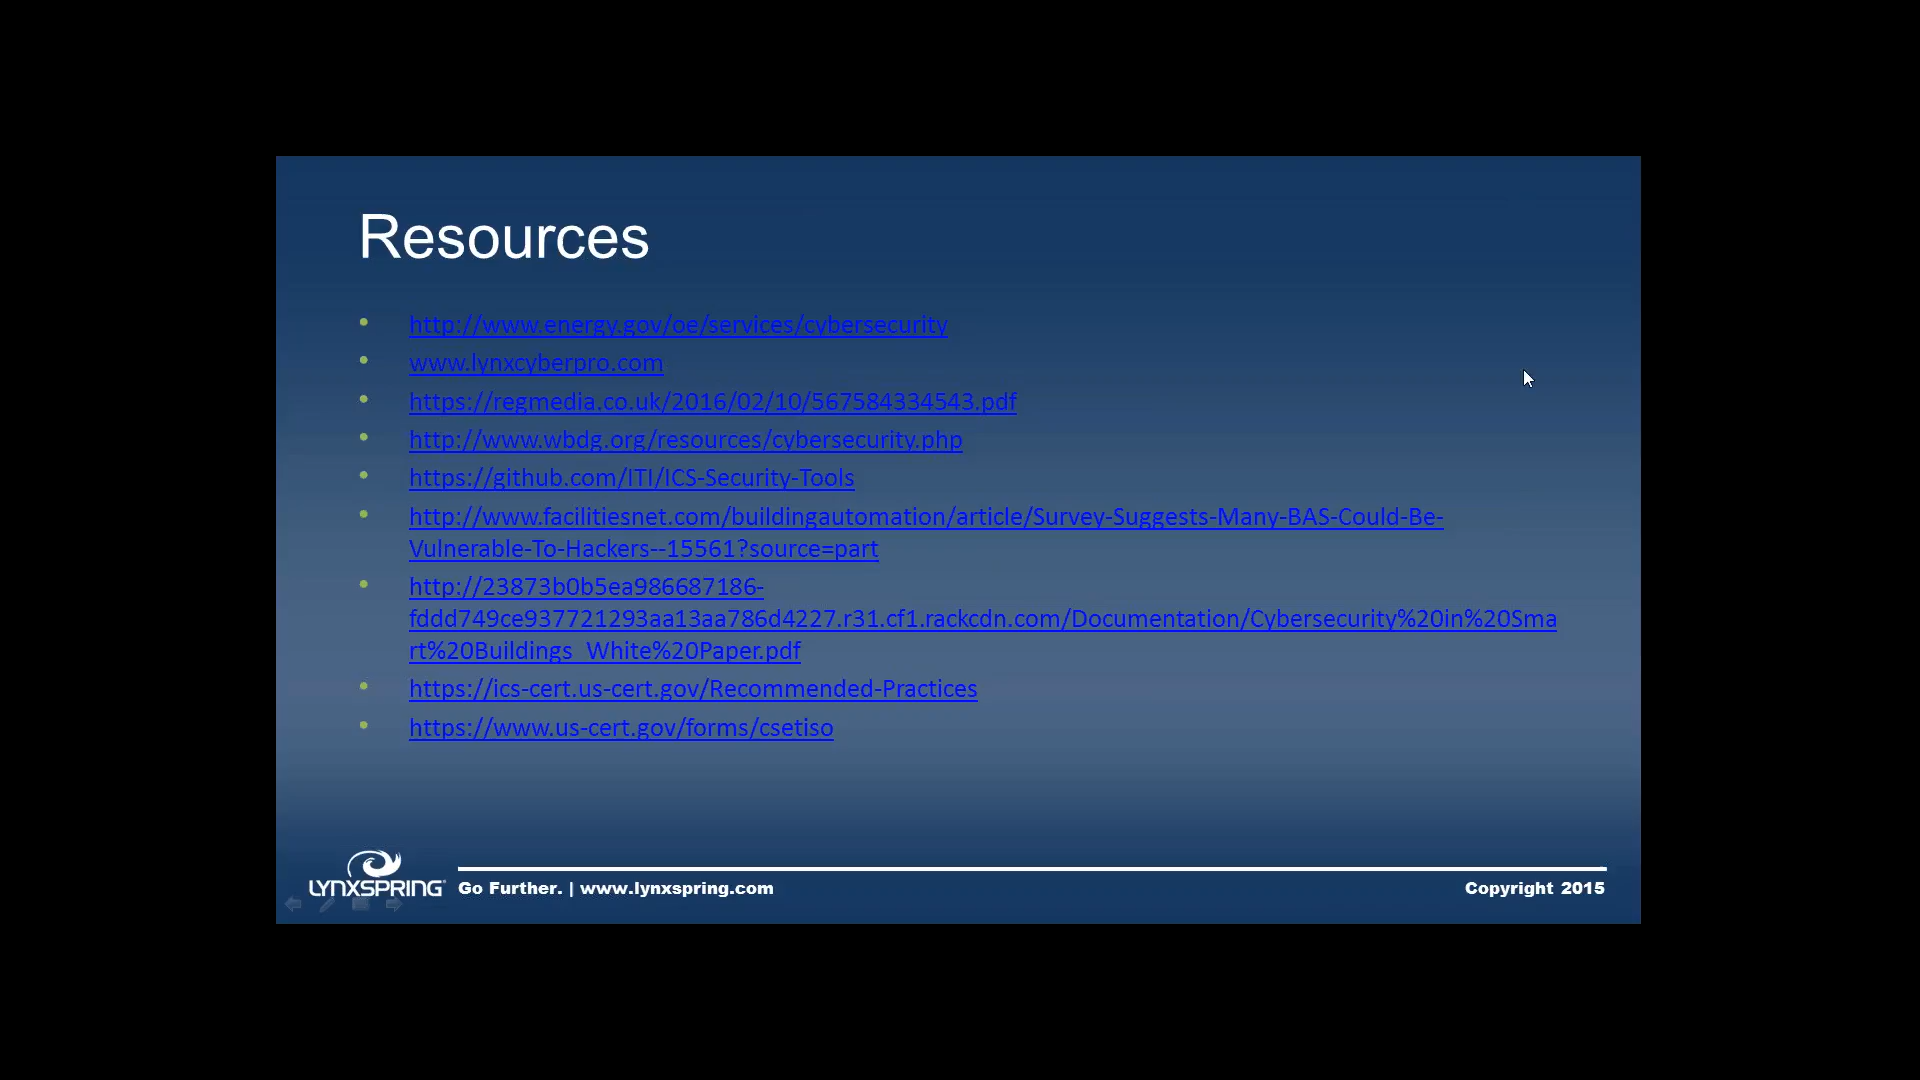 Resources
• http://www.energy.gov/oe/services/cybersecurity
• www.lynxcyberpro.com
• https://regmedia.co.uk/2016/02/10/567584334543.pdf
• http://www.wbdg.org/resources/cybersecurity.php
• https://github.com/ITI/ICS-Security-Tools
• http://www.facilitiesnet.com/buildingautomation/article/Survey-Suggests-Many-BAS-Could-Be-
Vulnerable-To-Hackers--15561?source=part
• http://23873b0b5ea986687186-
fddd749ce937721293aa13aa786d4227.r31.cf1.rackcdn.com/Documentation/Cybersecurity%20in%20Sma
rt%20Buildings_White%20Paper.pdf
• https://ics-cert.us-cert.gov/Recommended-Practices
• https://www.us-cert.gov/forms/csetiso
LYNXSPRING Go Further. | www.lynxspring.com Copyright 2015